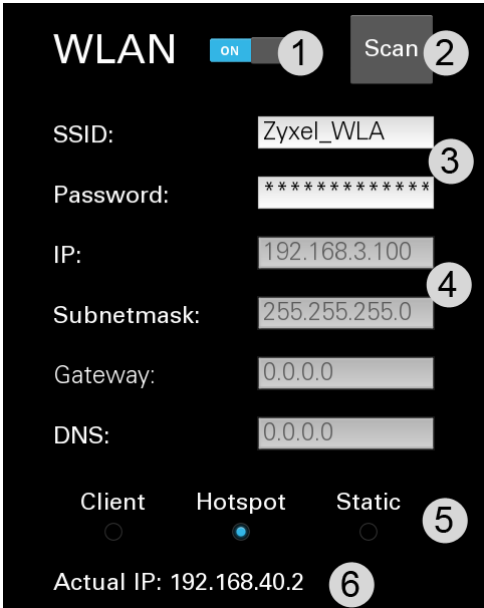 WLAN ON 1 Scan 2
SSID: Zyxel_WLA
3
Password: *************
IP: 192.168.3.100
4
Subnetmask: 255.255.255.0
Gateway: 0.0.0.0
DNS: 0.0.0.0
Client Hotspot Static
5
Actual IP: 192.168.40.2 6